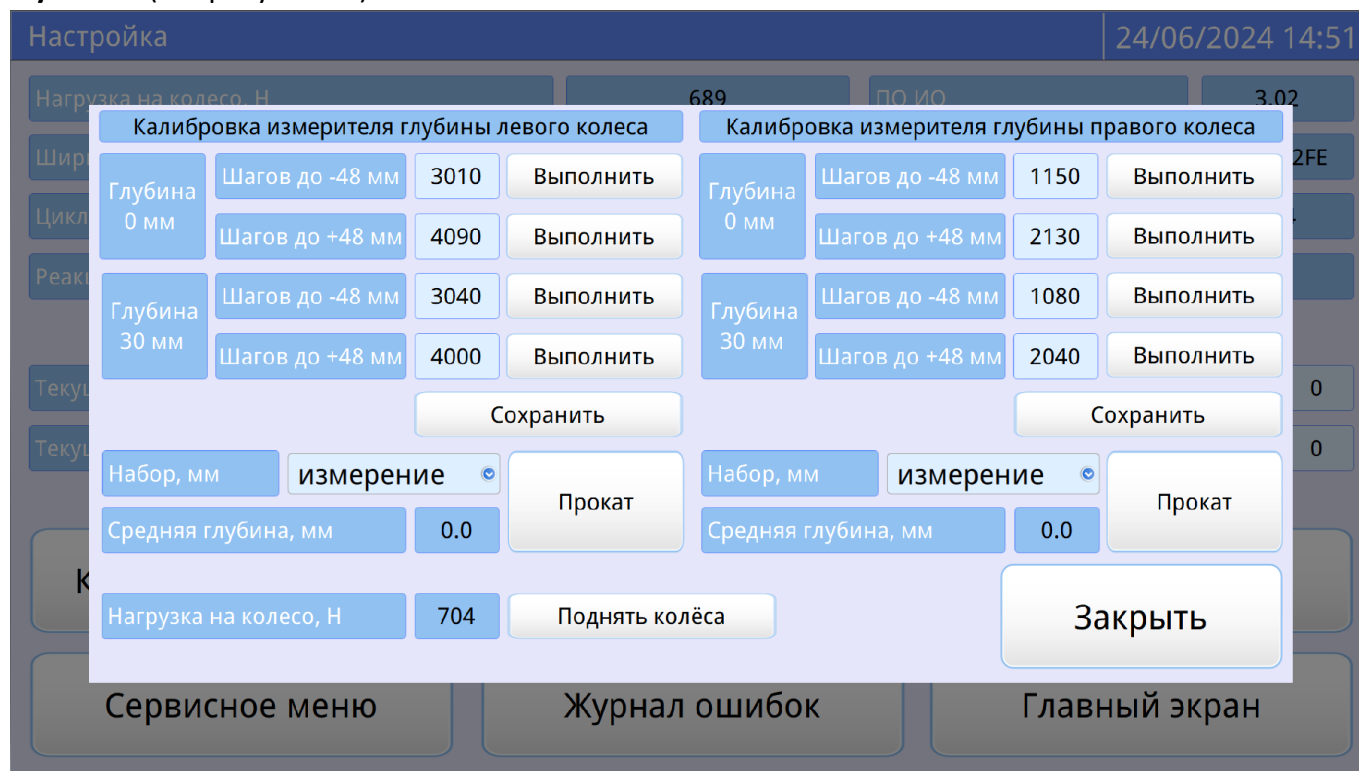 Настройка
24/06/2024 14:51
Нагрузка на колесо, Н
689
ПО ИО
3.02
Калибровка измерителя глубины левого колеса
Калибровка измерителя глубины правого колеса
2FE
Глубина
0 мм
Шагов до -48 мм
3010
Выполнить
Шагов до +48 мм
4090
Выполнить
Глубина
0 мм
Шагов до -48 мм
1150
Выполнить
Шагов до +48 мм
2130
Выполнить
Глубина
30 мм
Шагов до -48 мм
3040
Выполнить
Шагов до +48 мм
4000
Выполнить
Глубина
30 мм
Шагов до -48 мм
1080
Выполнить
Шагов до +48 мм
2040
Выполнить
0
Сохранить
Сохранить
0
Набор, мм
измерение
Прокат
Средняя глубина, мм
0.0
Набор, мм
измерение
Прокат
Средняя глубина, мм
0.0
Нагрузка на колесо, Н
704
Поднять колёса
Закрыть
Сервисное меню
Журнал ошибок
Главный экран